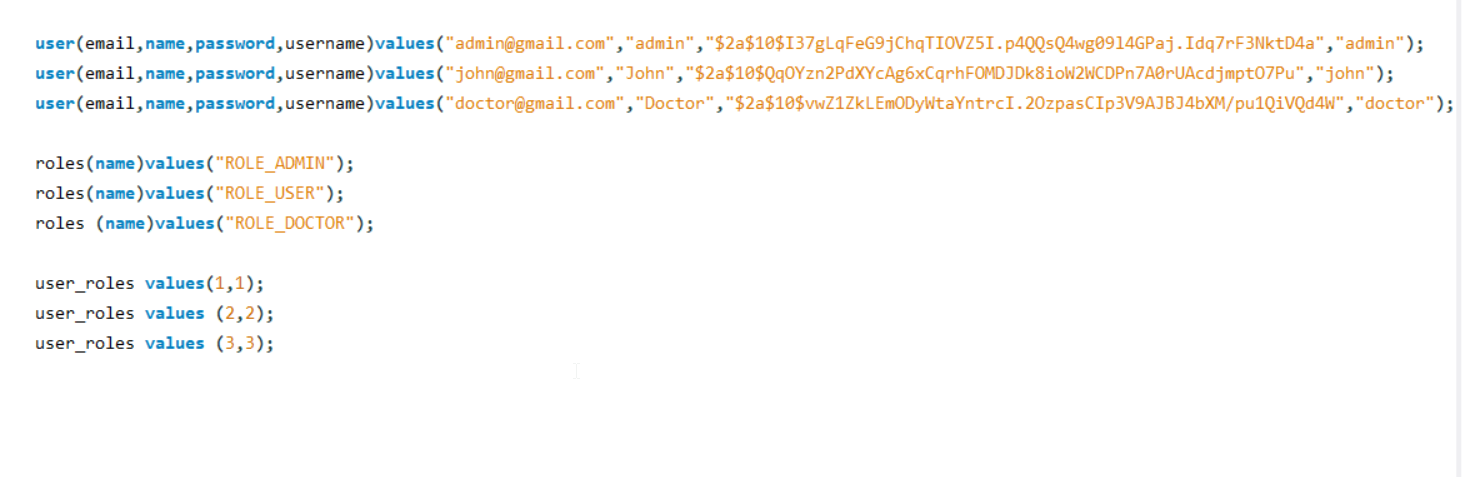 user(email,name,password,username)values("admin@gmail.com","admin","$2a$10$I37gLqFeG9jChqTIOVZ5I.p4QQsQ4wg09l4GPaj.Idq7rF3NktD4a","admin");
user(email,name,password,username)values("john@gmail.com","John","$2a$10$QqOYzn2PdXYcAg6xCqrhFOMDJDk8ioW2WCDPn7A0rUAcdjmptO7Pu","john");
user(email,name,password,username)values("doctor@gmail.com","Doctor","$2a$10$vwZ1ZkLEmODyWtaYntrcI.2OzpasCIp3V9AJBJ4bXM/pu1QiVQd4W","doctor");
roles(name)values("ROLE_ADMIN");
roles(name)values("ROLE_USER");
roles (name)values("ROLE_DOCTOR");
user_roles values(1,1);
user_roles values (2,2);
user_roles values (3,3);